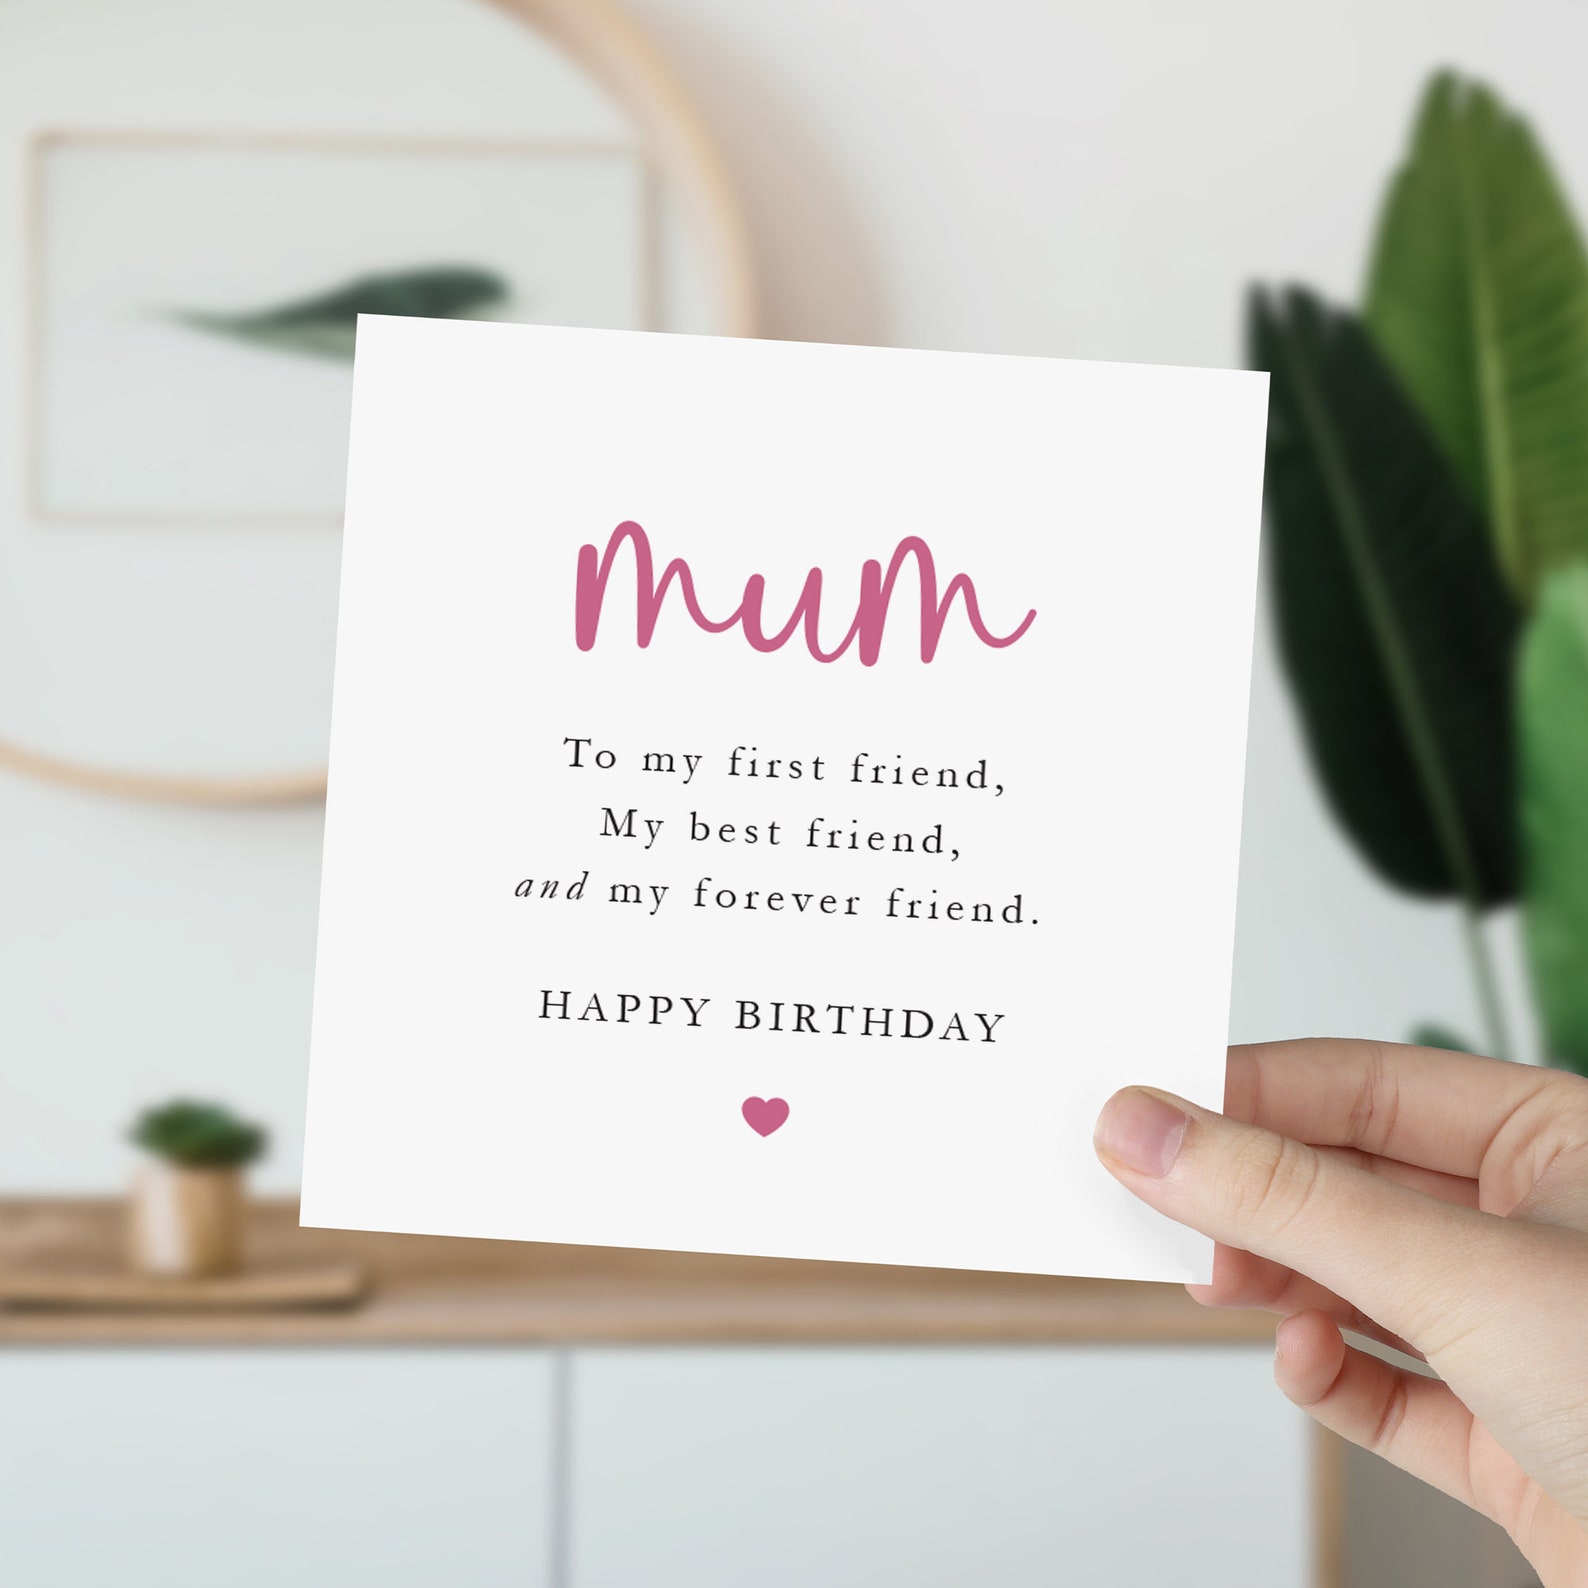 mum
To my first friend,
My best friend,
and my forever friend.
HAPPY BIRTHDAY